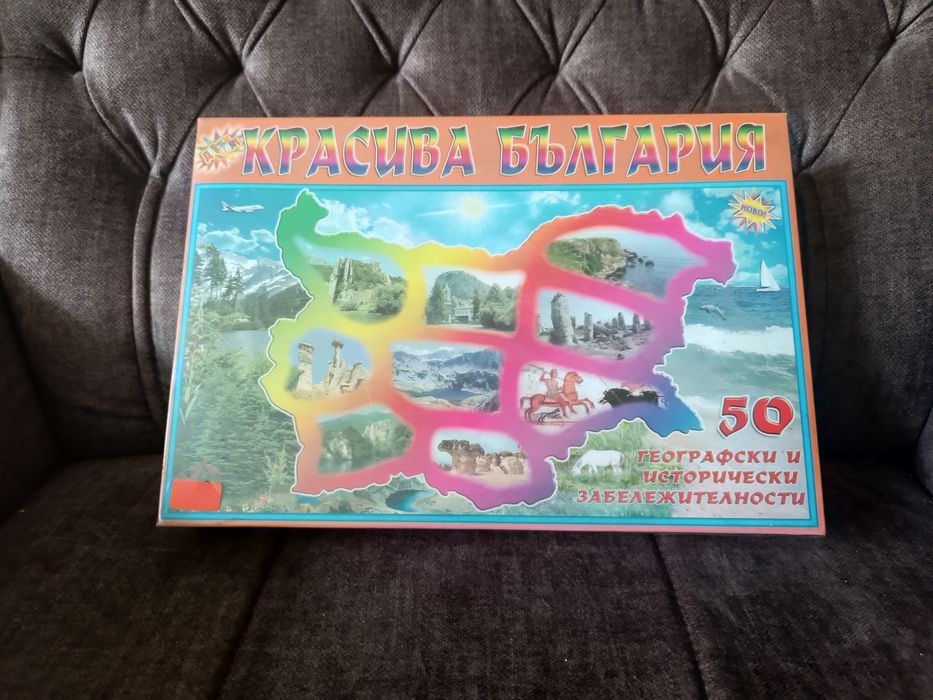 КРАСИВА БЪЛГАРИЯ
НОВО!
50
ГЕОГРАФСКИ И
ИСТОРИЧЕСКИ
ЗАБЕЛЕЖИТЕЛНОСТИ